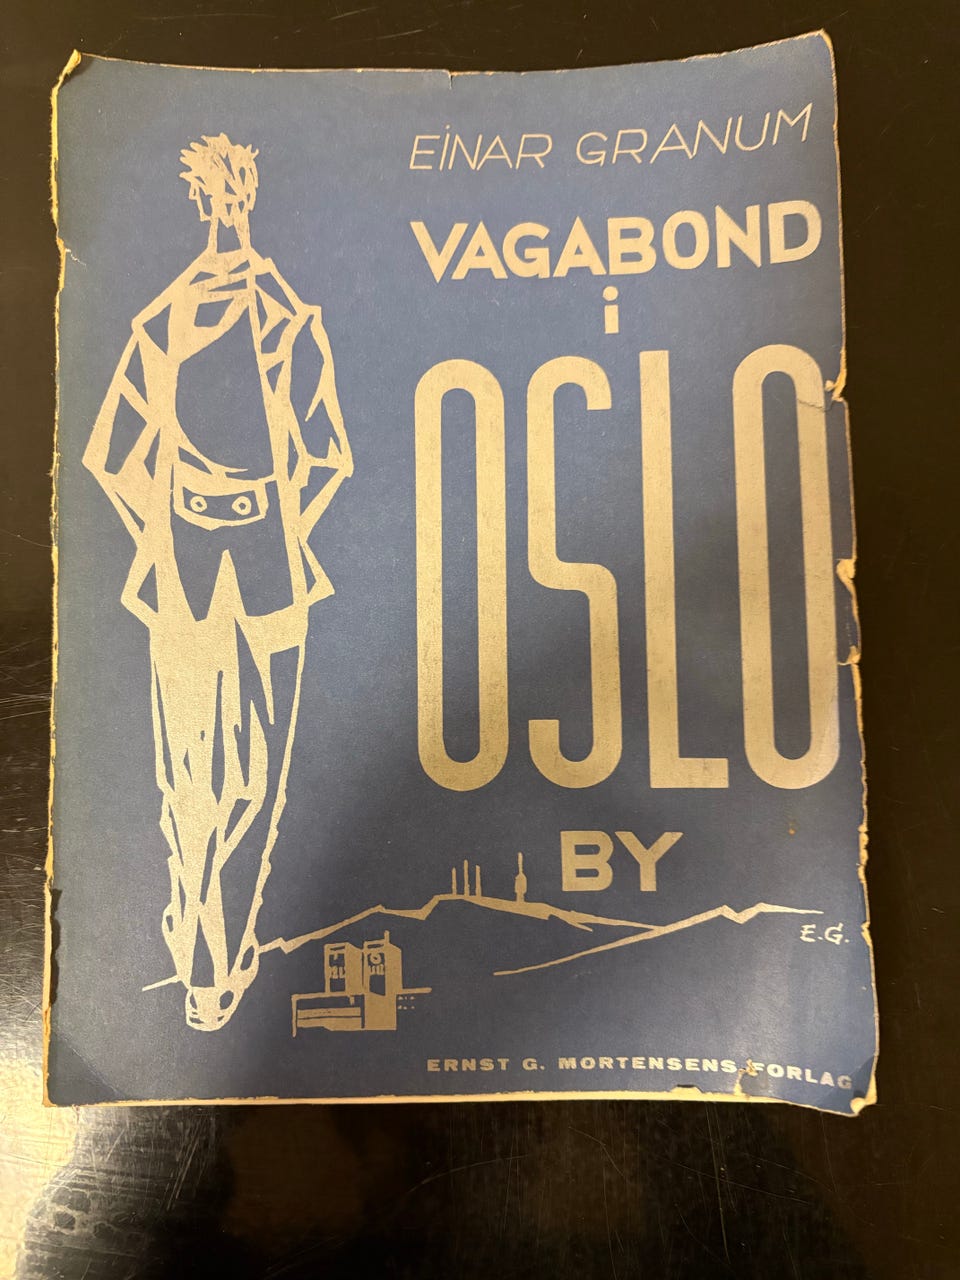 EiNAR GRANUM
VAGABOND
i
OSLO
BY
E.G.
ERNST G. MORTENSENS FORLAG